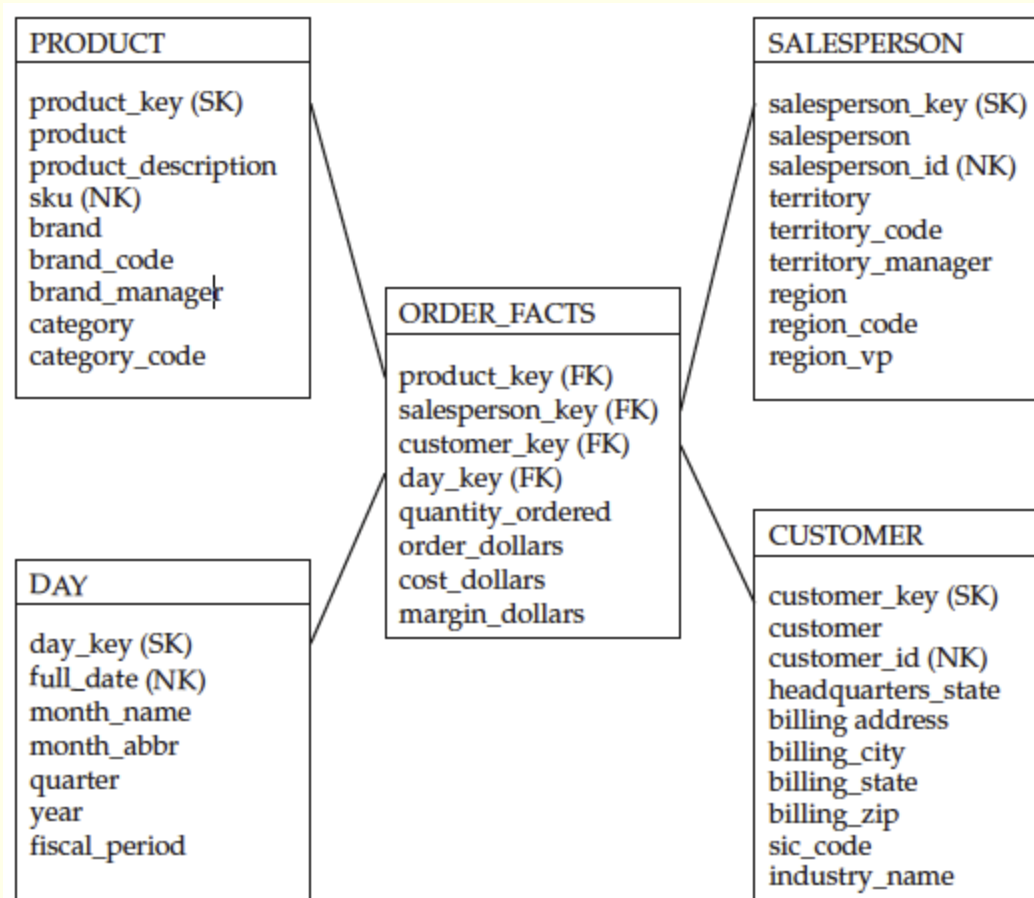 PRODUCT
product_key (SK)
product
product_description
sku (NK)
brand
brand_code
brand_manager
category
category_code
SALESPERSON
salesperson_key (SK)
salesperson
salesperson_id (NK)
territory
territory_code
territory_manager
region
region_code
region_vp
ORDER_FACTS
product_key (FK)
salesperson_key (FK)
customer_key (FK)
day_key (FK)
quantity_ordered
order_dollars
cost_dollars
margin_dollars
DAY
day_key (SK)
full_date (NK)
month_name
month_abbr
quarter
year
fiscal_period
CUSTOMER
customer_key (SK)
customer
customer_id (NK)
headquarters_state
billing address
billing_city
billing_state
billing_zip
sic_code
industry_name